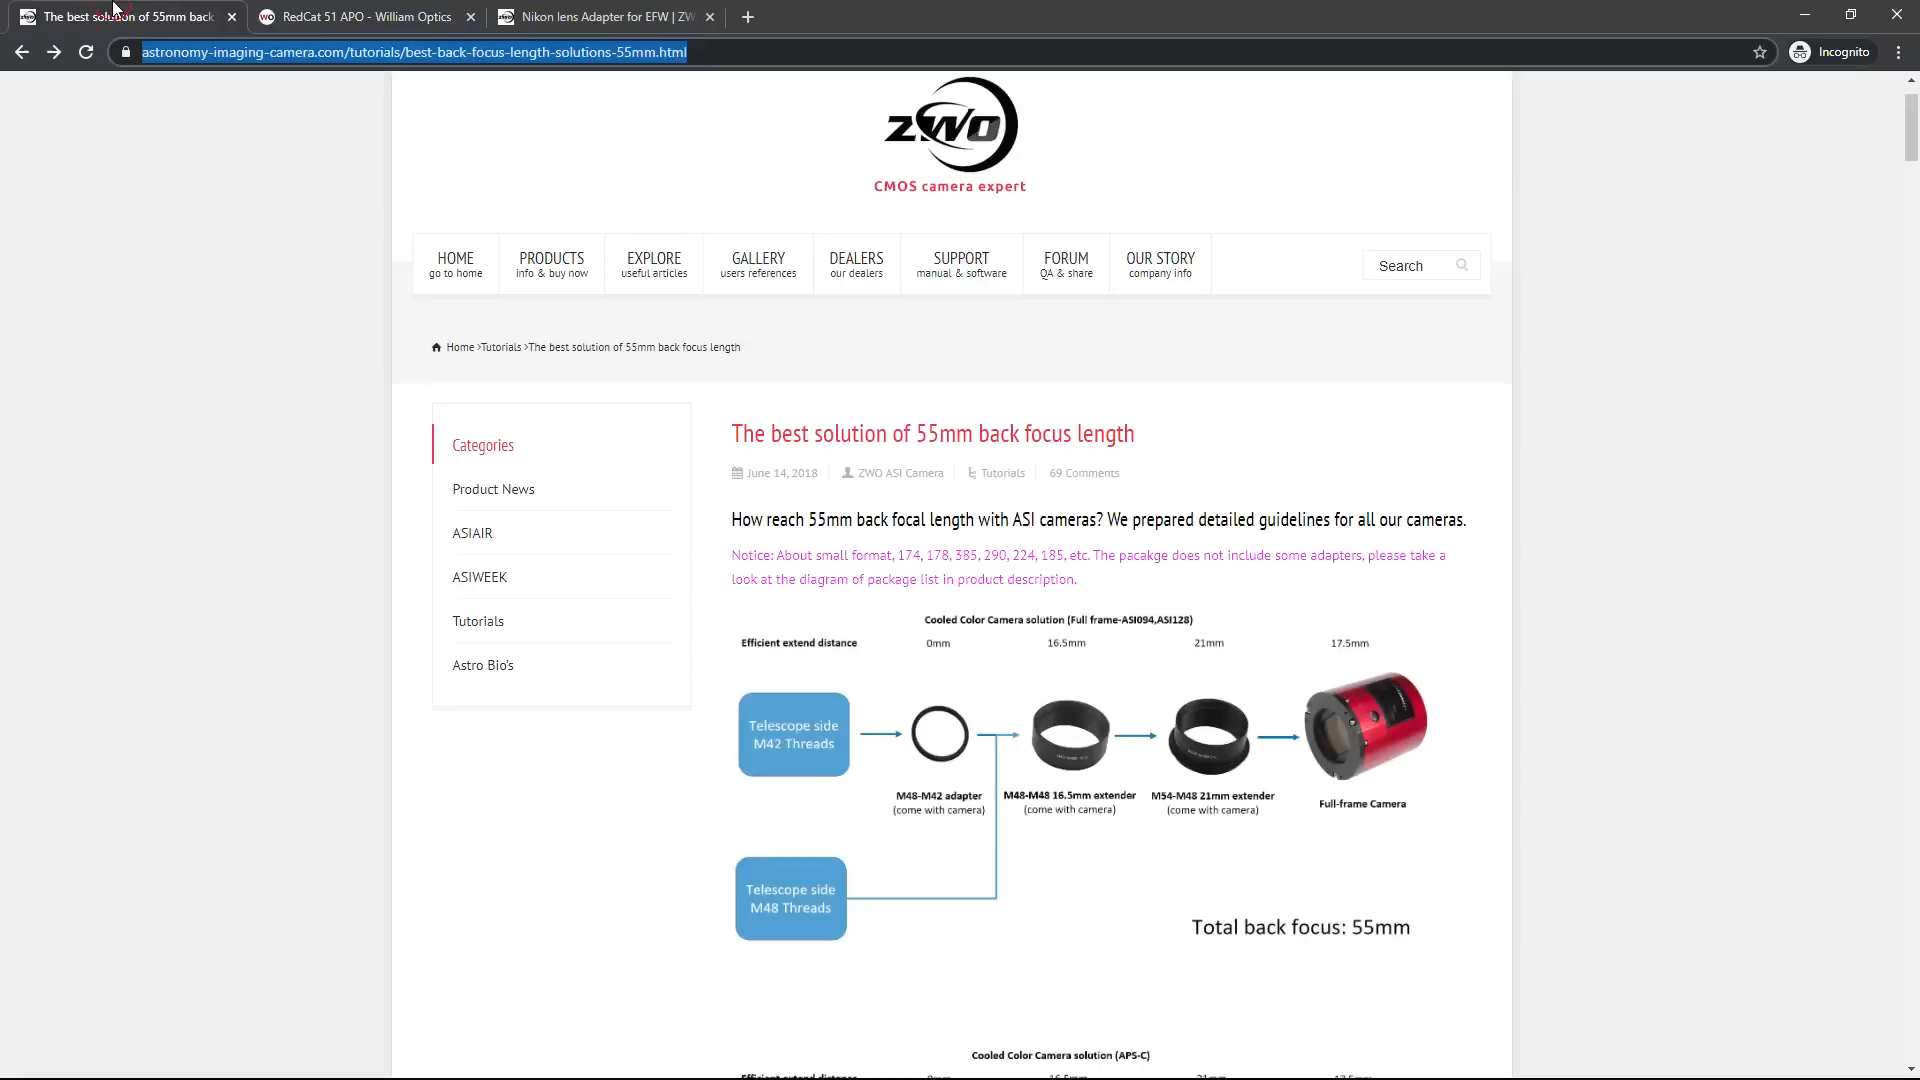 The best solution of 55mm back
RedCat 51 APO - William Optics
Nikon lens Adapter for EFW | ZW
astronomy-imaging-camera.com/tutorials/best-back-focus-length-solutions-55mm.html
Incognito
ZWO
CMOS camera expert
HOME
go to home
PRODUCTS
info & buy now
EXPLORE
useful articles
GALLERY
users references
DEALERS
our dealers
SUPPORT
manual & software
FORUM
QA & share
OUR STORY
company info
Search
Home >Tutorials >The best solution of 55mm back focus length
Categories
Product News
ASIAIR
ASIWEEK
Tutorials
Astro Bio's
The best solution of 55mm back focus length
June 14, 2018 ZWO ASI Camera Tutorials 69 Comments
How reach 55mm back focal length with ASI cameras? We prepared detailed guidelines for all our cameras.
Notice: About small format, 174, 178, 385, 290, 224, 185, etc. The pacakge does not include some adapters, please take a
look at the diagram of package list in product description.
Cooled Color Camera solution (Full frame-ASI094,ASI128)
Efficient extend distance 0mm 16.5mm 21mm 17.5mm
Telescope side
M42 Threads
M48-M42 adapter
(come with camera)
M48-M48 16.5mm extender
(come with camera)
M54-M48 21mm extender
(come with camera)
Full-frame Camera
Telescope side
M48 Threads
Total back focus: 55mm
Cooled Color Camera solution (APS-C)
Efficient extend distance 0mm 16.5mm 21mm 17.5mm